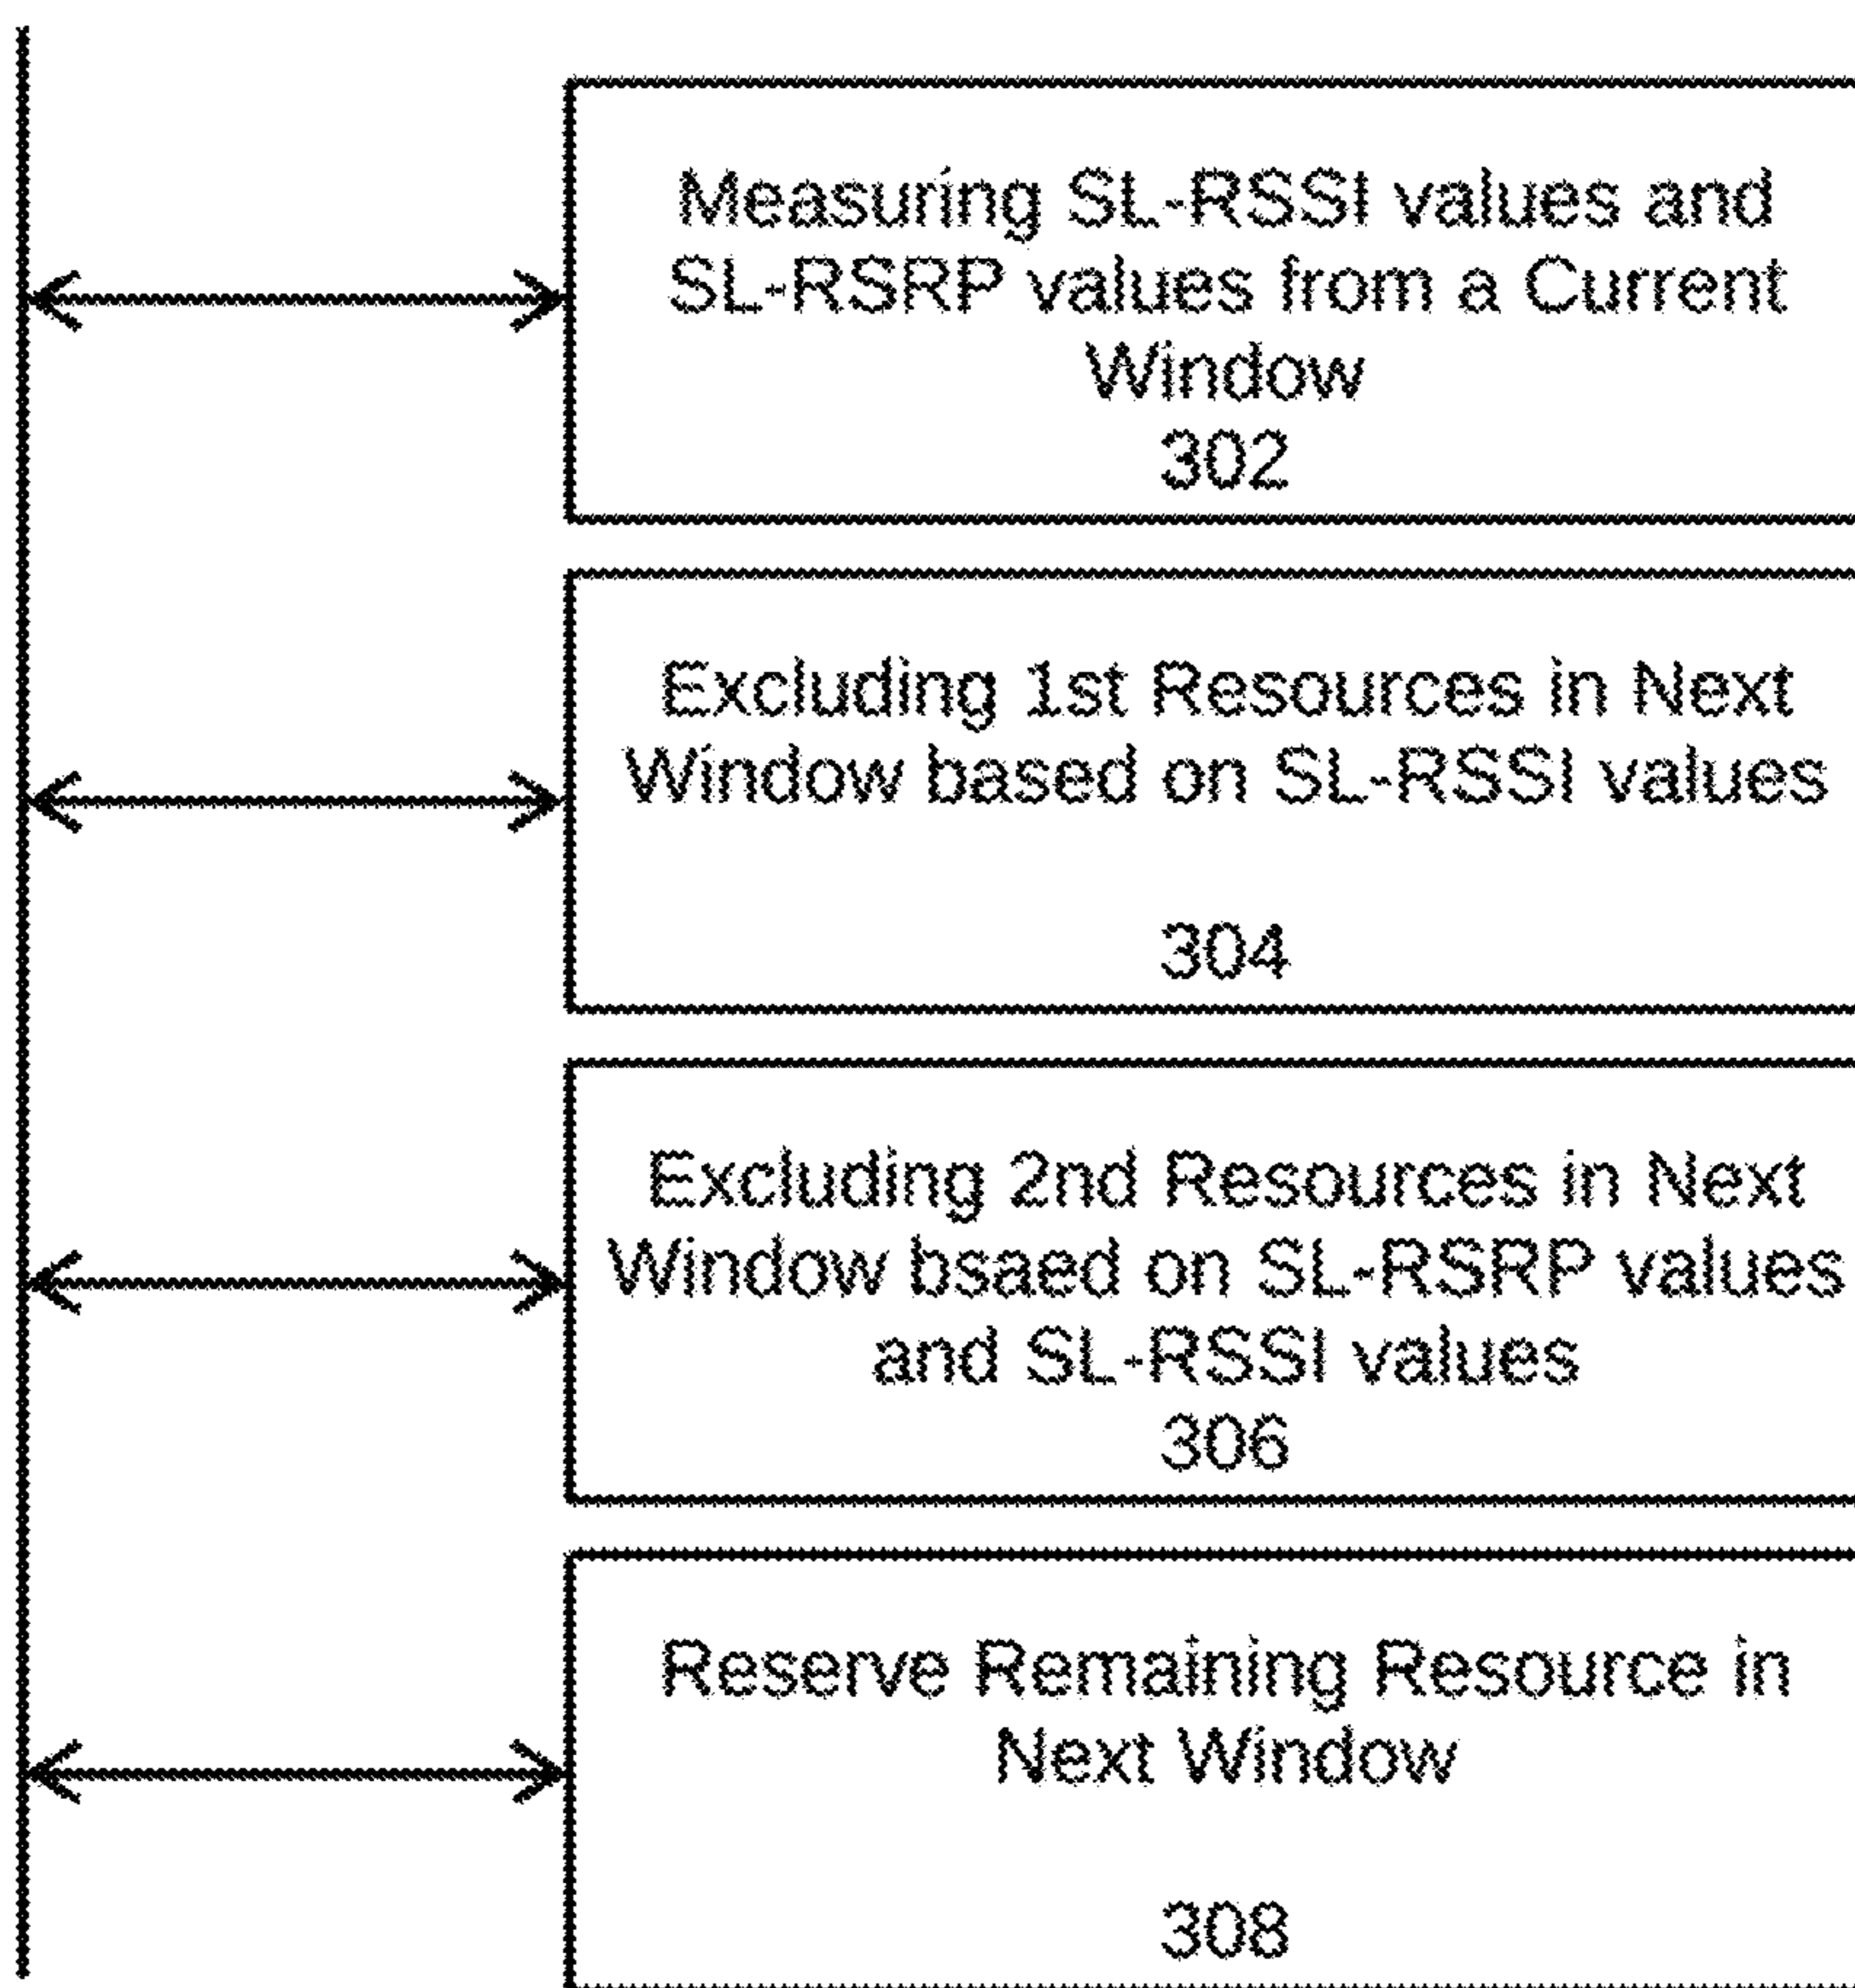 Measuring SL-RSSI values and
SL-RSRP values from a Current
Window
302
Excluding 1st Resources in Next
Window based on SL-RSSI values
304
Excluding 2nd Resources in Next
Window bsaed on SL-RSRP values
and SL-RSSI values
306
Reserve Remaining Resource in
Next Window
308